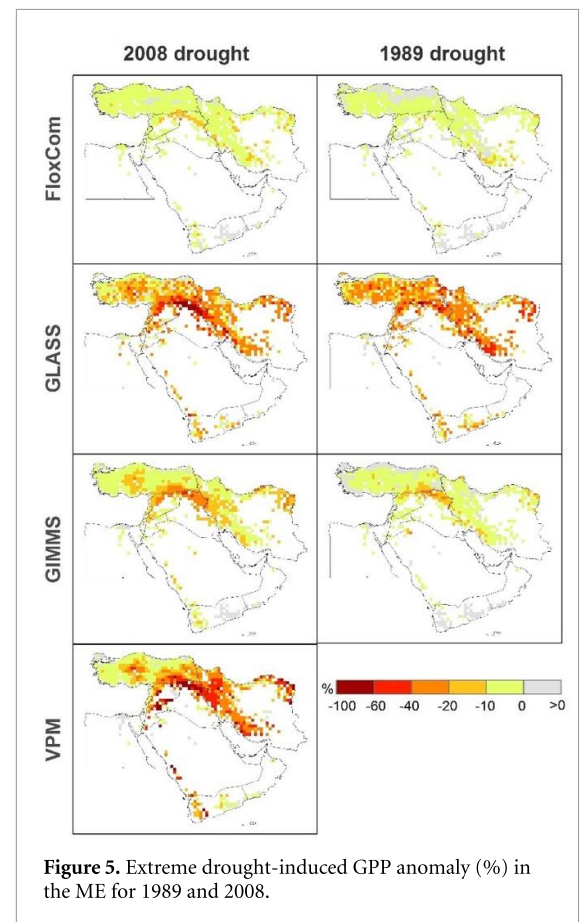 2008 drought 1989 drought
FloxCom
GLASS
GIMMS
VPM
%
-100 -60 -40 -20 -10 0 >0
Figure 5. Extreme drought-induced GPP anomaly (%) in
the ME for 1989 and 2008.